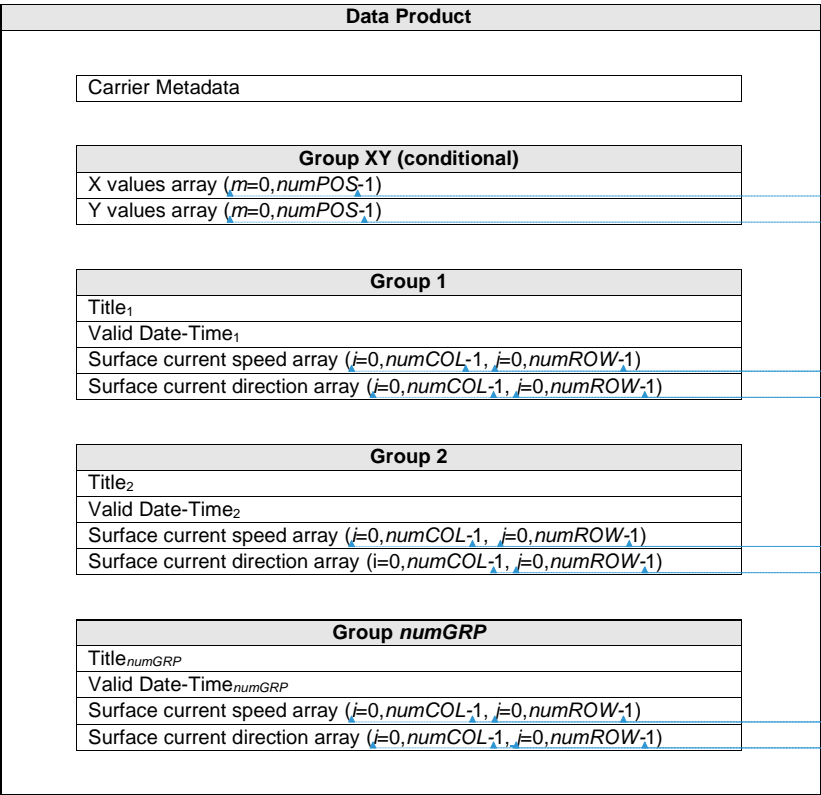 Data Product
Carrier Metadata
Group XY (conditional)
X values array (m=0,numPOS-1)
Y values array (m=0,numPOS-1)
Group 1
Title₁
Valid Date-Time₁
Surface current speed array (i=0,numCOL-1, j=0,numROW-1)
Surface current direction array (i=0,numCOL-1, j=0,numROW-1)
Group 2
Title₂
Valid Date-Time₂
Surface current speed array (i=0,numCOL-1, j=0,numROW-1)
Surface current direction array (i=0,numCOL-1, j=0,numROW-1)
Group numGRP
TitlenumGRP
Valid Date-TimenumGRP
Surface current speed array (i=0,numCOL-1, j=0,numROW-1)
Surface current direction array (i=0,numCOL-1, j=0,numROW-1)